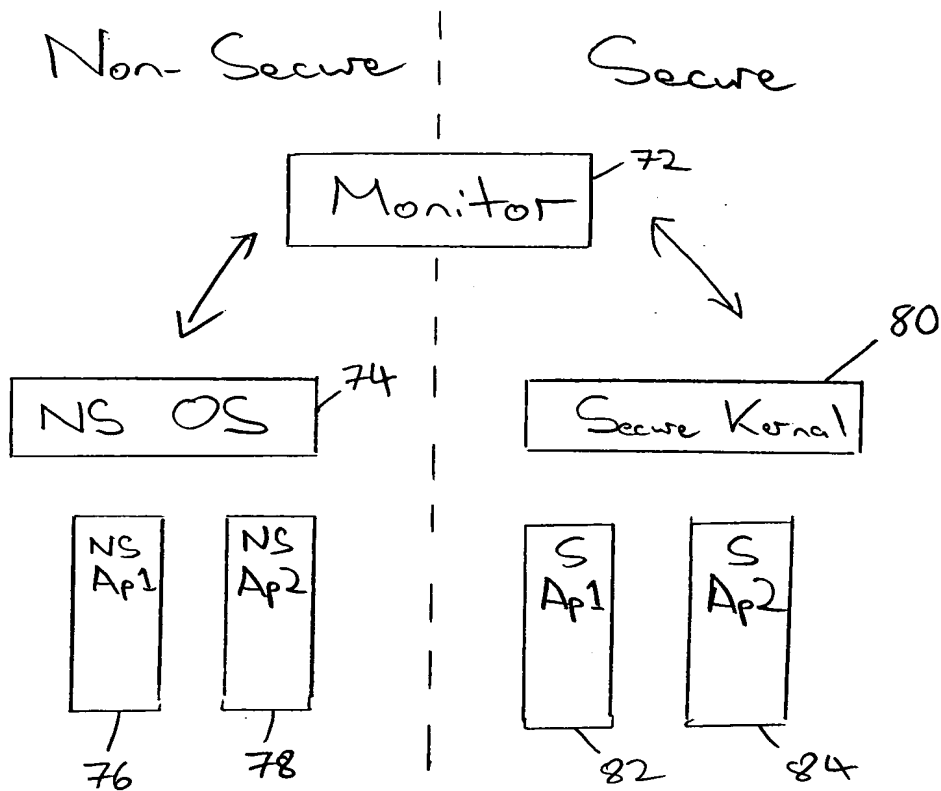 Non-Secure
Secure
Monitor
72
80
74
NS OS
Secure Kernal
NS
Ap1
NS
Ap2
S
Ap1
S
Ap2
76
78
82
84